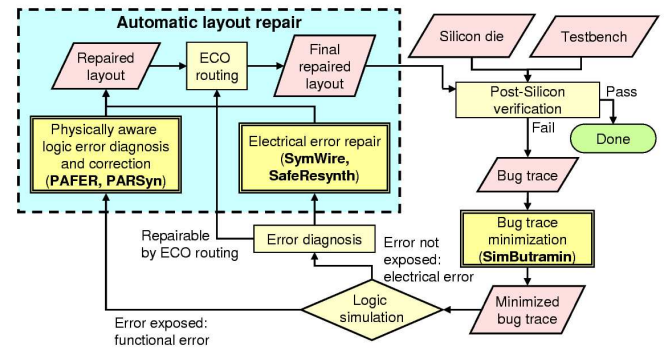 Automatic layout repair
Repaired
layout
ECO
routing
Final
repaired
layout
Silicon die
Testbench
Post-Silicon
verification
Pass
Done
Fail
Physically aware
logic error diagnosis
and correction
(PAFER, PARSyn)
Electrical error repair
(SymWire,
SafeResynth)
Bug trace
Bug trace
minimization
(SimButramin)
Repairable
by ECO routing
Error diagnosis
Error not
exposed:
electrical error
Logic
simulation
Minimized
bug trace
Error exposed:
functional error